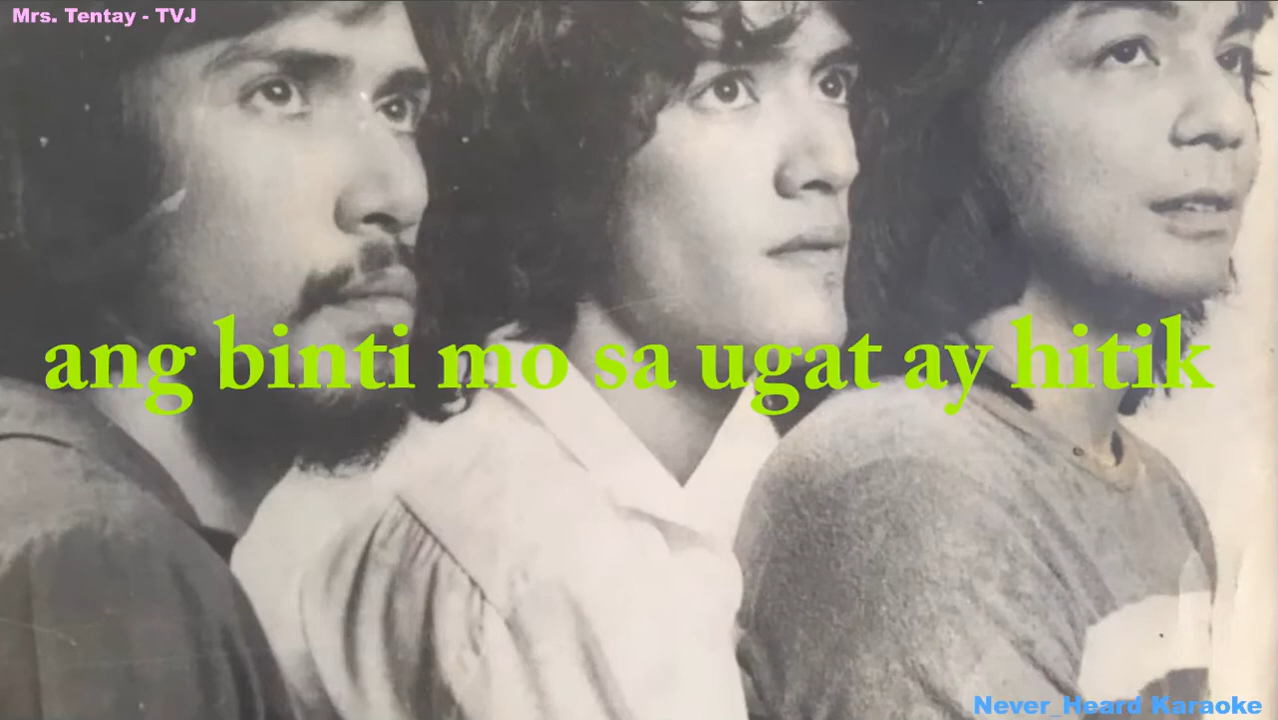 Mrs. Tentay - TVJ
ang binti mo sa ugat ay hitik
Never_Heard Karaoke